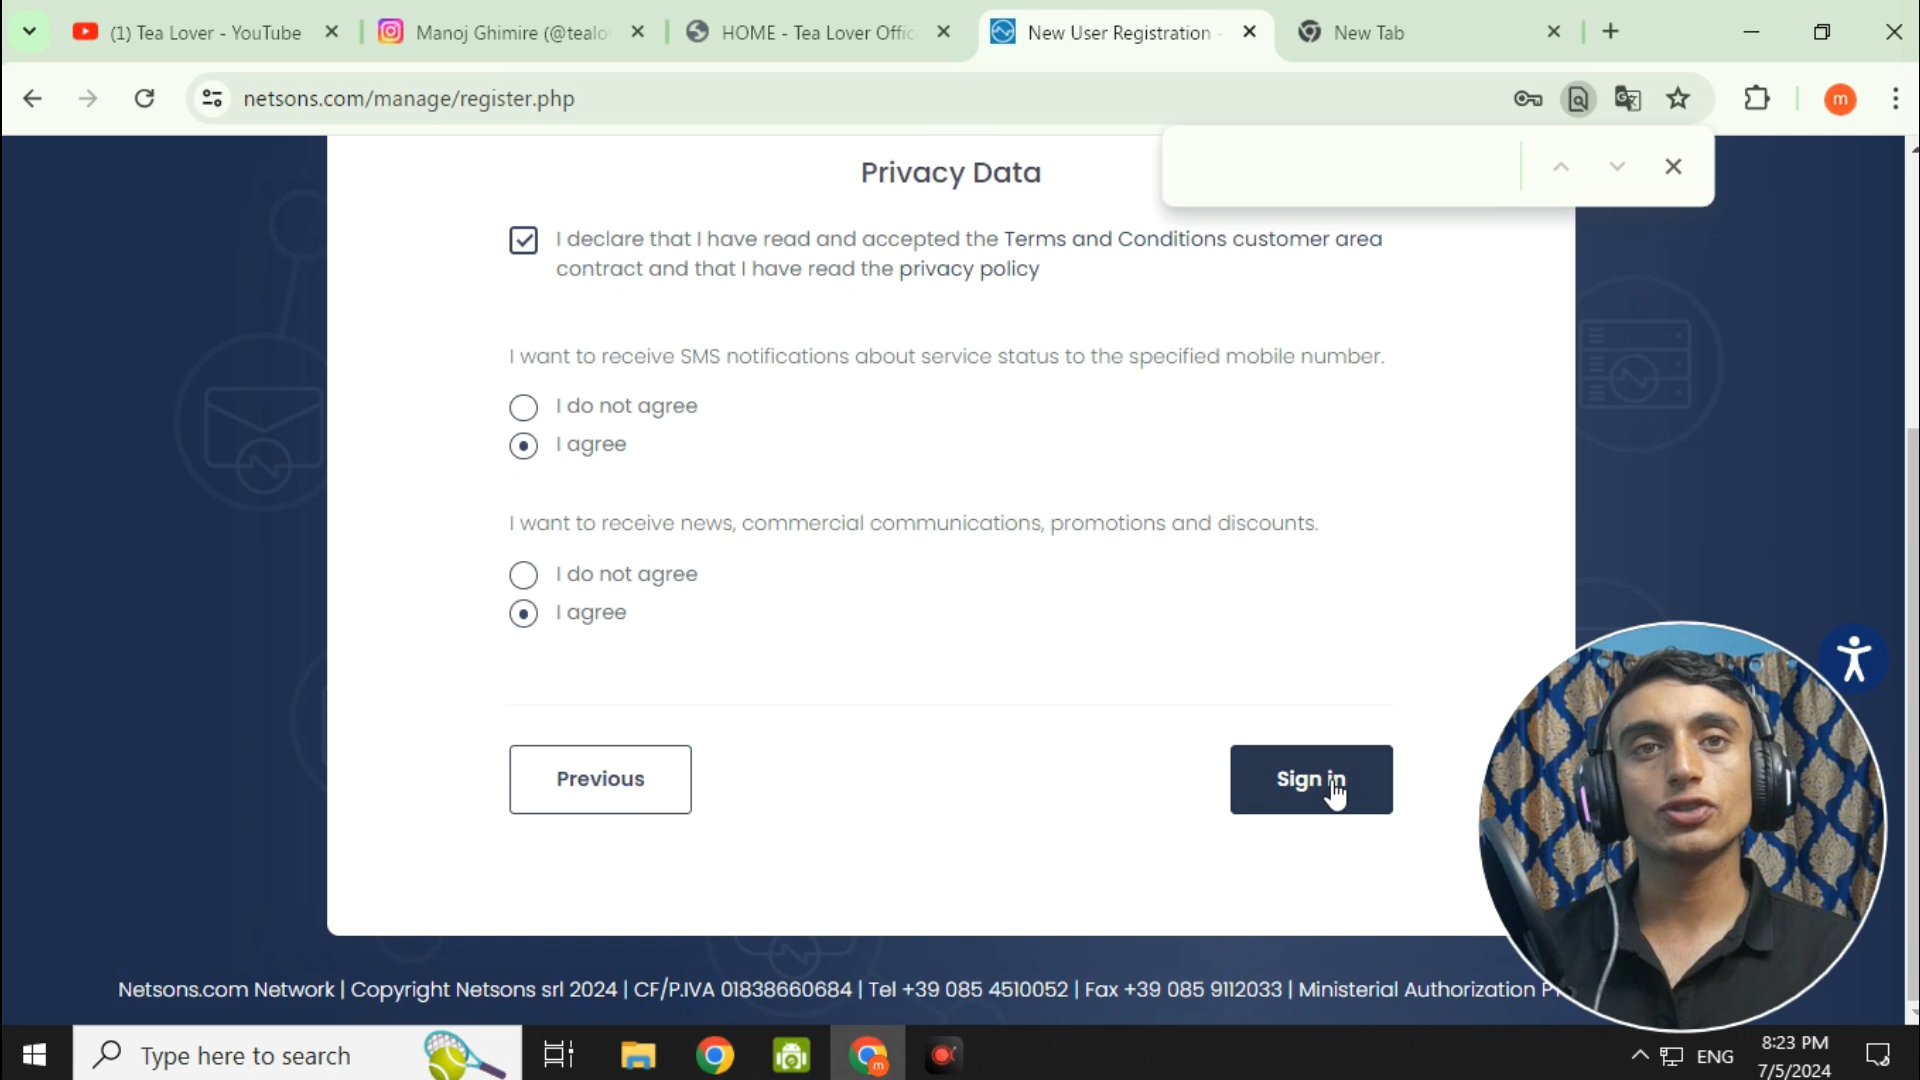 (1) Tea Lover - YouTube
Manoj Ghimire (@tealo
HOME - Tea Lover Offic
New User Registration -
New Tab
netsons.com/manage/register.php
m
Privacy Data
I declare that I have read and accepted the Terms and Conditions customer area
contract and that I have read the privacy policy
I want to receive SMS notifications about service status to the specified mobile number.
I do not agree
I agree
I want to receive news, commercial communications, promotions and discounts.
I do not agree
I agree
Previous
Sign in
Netsons.com Network | Copyright Netsons srl 2024 | CF/P.IVA 01838660684 | Tel +39 085 4510052 | Fax +39 085 9112033 | Ministerial Authorization
Type here to search
m
ENG
8:23 PM
7/5/2024